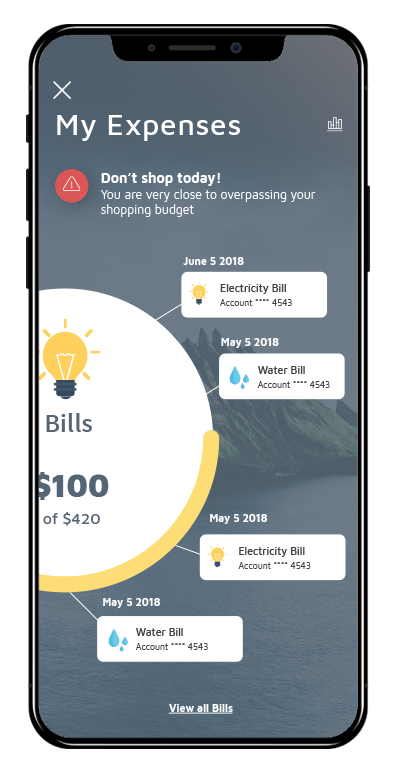 My Expenses
Don't shop today!
You are very close to overpassing your
shopping budget
June 5 2018
Electricity Bill
Account **** 4543
May 5 2018
Water Bill
Account **** 4543
Bills
$100
of $420
May 5 2018
Electricity Bill
Account **** 4543
May 5 2018
Water Bill
Account **** 4543
View all Bills